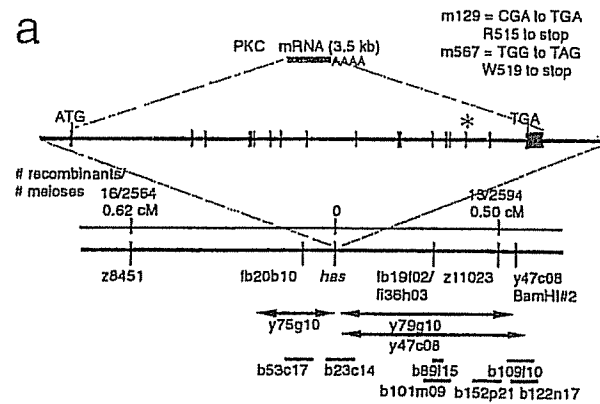 a
m129 = CGA to TGA
R515 to stop
m567 = TGG to TAG
W519 to stop
PKC mRNA (3.5 kb)
AAAA
ATG
*
TGA
# recombinants/
# meioses
16/2564
0.62 cM
0
13/2594
0.50 cM
z8451
fb20b10
has
fb19f02/
fi36h03
z11023
y47c08
BamHI#2
y75g10
y79g10
y47c08
b53c17
b23c14
b89f15
b109f10
b101m09
b152p21
b122n17